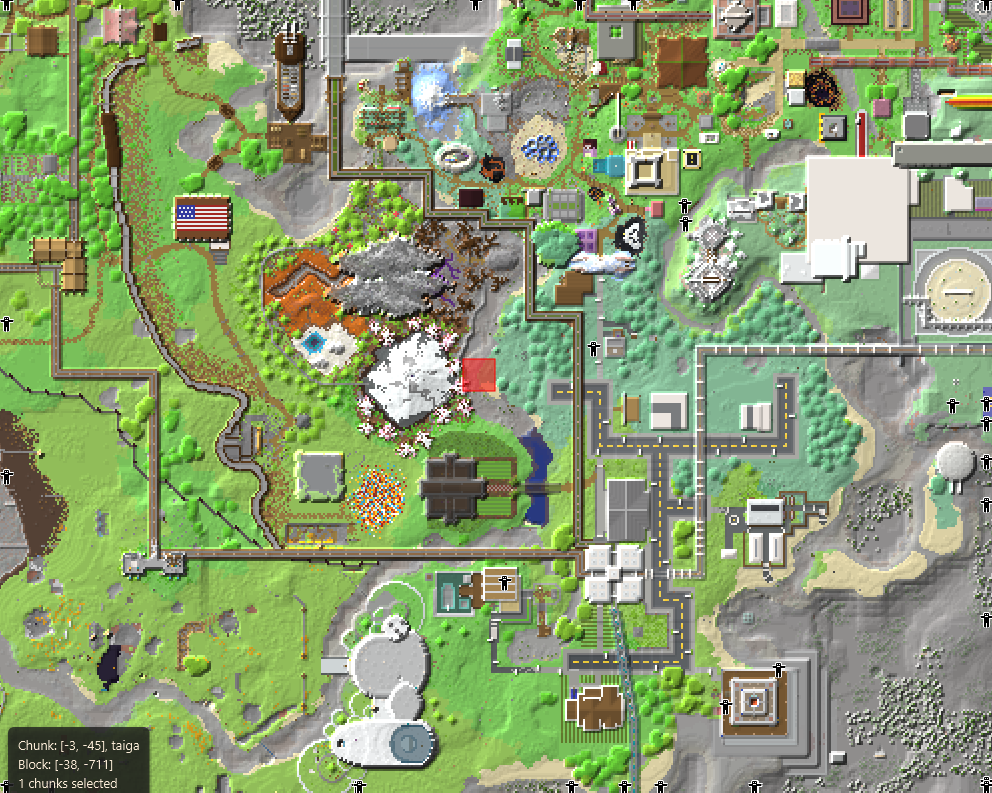 Chunk: [-3, -45], taiga
Block: [-38, -711]
1 chunks selected